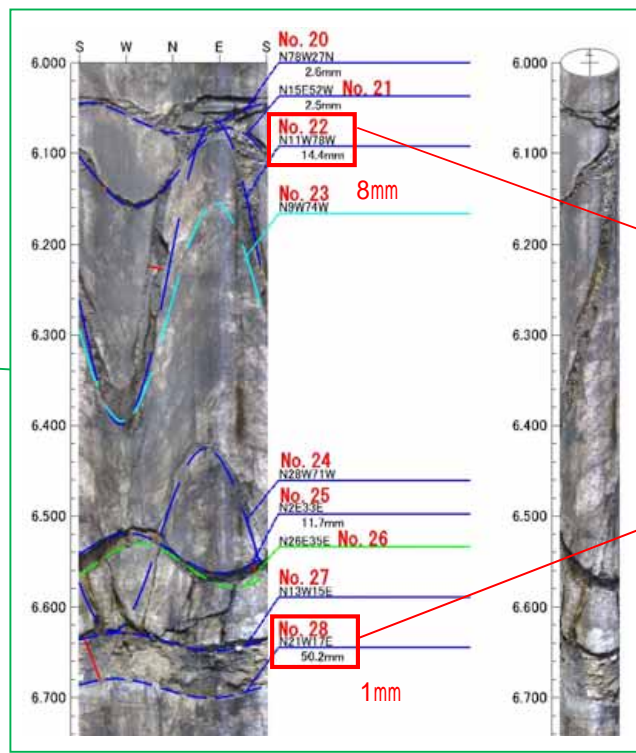 S W N E S
No. 20
N78W27N
2.6mm
N15E52W No. 21
2.5mm
No. 22
N11W78W
14.4mm
8mm
No. 23
N9W74W
No. 24
N28W71W
No. 25
N2E33E
11.7mm
N26E35E No. 26
No. 27
N13W15E
No. 28
N21W17E
50.2mm
1mm
6.000
6.100
6.200
6.300
6.400
6.500
6.600
6.700
6.000
6.100
6.200
6.300
6.400
6.500
6.600
6.700